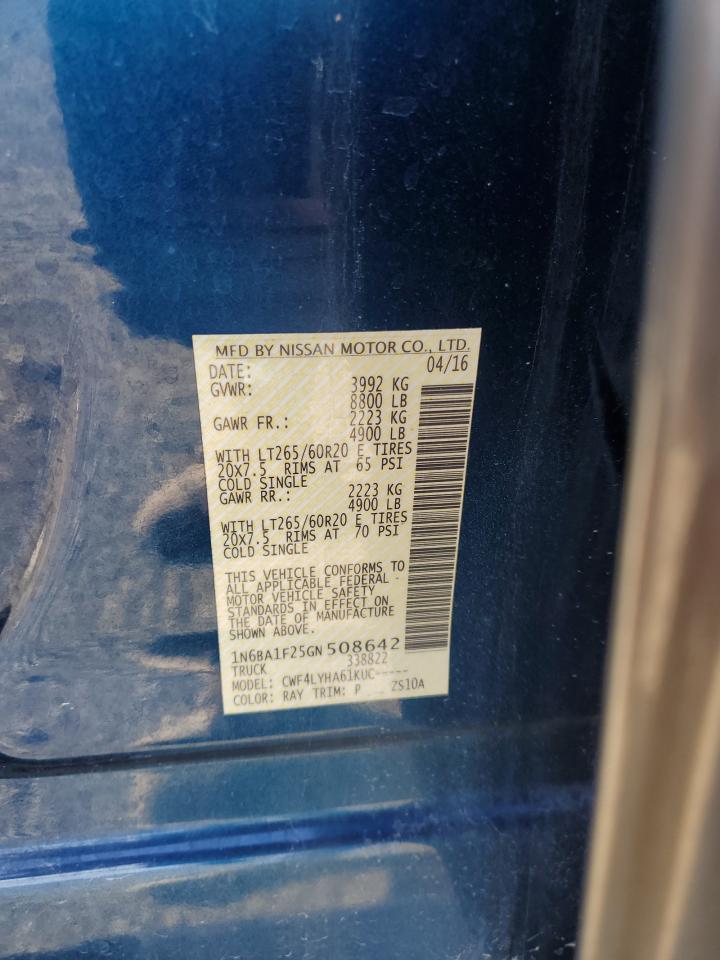 MFD BY NISSAN MOTOR CO., LTD.
DATE: 04/16
GVWR: 3992 KG
8800 LB
GAWR FR.: 2223 KG
4900 LB
WITH LT265/60R20 E TIRES
20X7.5 RIMS AT 65 PSI
COLD SINGLE
GAWR RR.: 2223 KG
4900 LB
WITH LT265/60R20 E TIRES
20X7.5 RIMS AT 70 PSI
COLD SINGLE
THIS VEHICLE CONFORMS TO
ALL APPLICABLE FEDERAL
MOTOR VEHICLE SAFETY
STANDARDS IN EFFECT ON
THE DATE OF MANUFACTURE
SHOWN ABOVE.
1N6BA1F25GN508642
TRUCK 338822
MODEL: CWF4LYHA61KUC-----
COLOR: RAY TRIM: P __ ZS10A